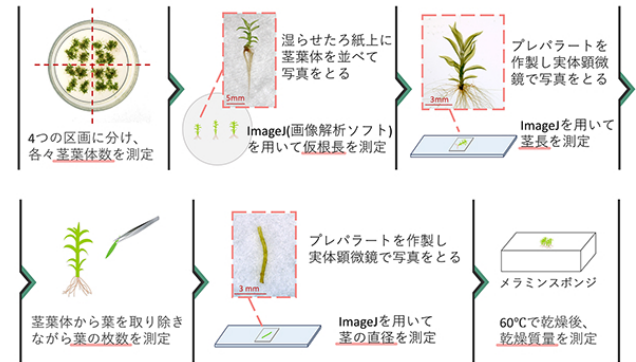 4つの区画に分け、
各々茎葉体数を測定
5mm
湿らせたろ紙上に
茎葉体を並べて
写真をとる
ImageJ(画像解析ソフト)
を用いて仮根長を測定
3mm
プレパラートを
作製し実体顕微
鏡で写真をとる
ImageJを用いて
茎長を測定
茎葉体から葉を取り除き
ながら葉の枚数を測定
3 mm
プレパラートを作製し
実体顕微鏡で写真をとる
ImageJを用いて
茎の直径を測定
メラミンスポンジ
60℃で乾燥後、
乾燥質量を測定